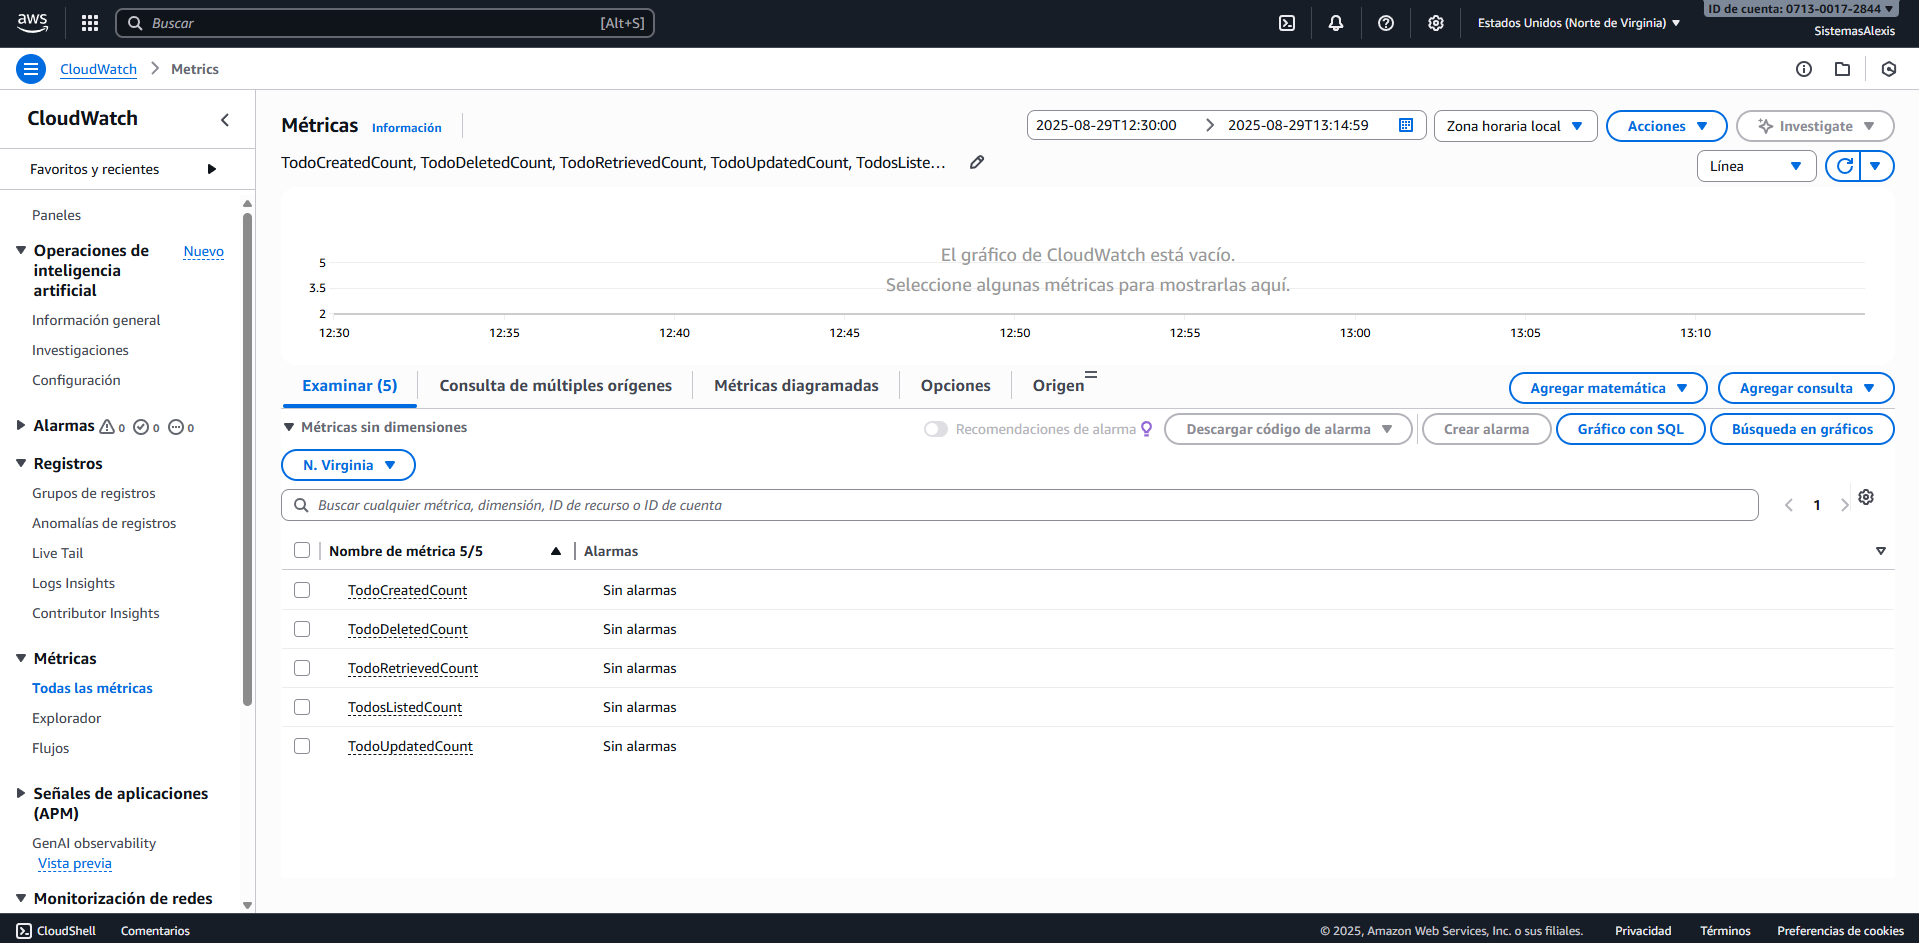 aws
Buscar [Alt+S]
Estados Unidos (Norte de Virginia)
ID de cuenta: 0713-0017-2844
SistemasAlexis
CloudWatch > Metrics
CloudWatch
Favoritos y recientes
Paneles
Operaciones de inteligencia artificial Nuevo
Información general
Investigaciones
Configuración
Alarmas 0 0 0
Registros
Grupos de registros
Anomalías de registros
Live Tail
Logs Insights
Contributor Insights
Métricas
Todas las métricas
Explorador
Flujos
Señales de aplicaciones (APM)
GenAI observability
Vista previa
Monitorización de redes
Métricas Información
2025-08-29T12:30:00 > 2025-08-29T13:14:59
Zona horaria local
Acciones
Investigate
TodoCreatedCount, TodoDeletedCount, TodoRetrievedCount, TodoUpdatedCount, TodosListe...
Línea
El gráfico de CloudWatch está vacío.
Seleccione algunas métricas para mostrarlas aquí.
5
3.5
2
12:30 12:35 12:40 12:45 12:50 12:55 13:00 13:05 13:10
Examinar (5) Consulta de múltiples orígenes Métricas diagramadas Opciones Origen
Agregar matemática Agregar consulta
Métricas sin dimensiones
Recomendaciones de alarma Descargar código de alarma Crear alarma Gráfico con SQL Búsqueda en gráficos
N. Virginia
Buscar cualquier métrica, dimensión, ID de recurso o ID de cuenta
1
Nombre de métrica 5/5 Alarmas
TodoCreatedCount Sin alarmas
TodoDeletedCount Sin alarmas
TodoRetrievedCount Sin alarmas
TodosListedCount Sin alarmas
TodoUpdatedCount Sin alarmas
CloudShell Comentarios
© 2025, Amazon Web Services, Inc. o sus filiales. Privacidad Términos Preferencias de cookies